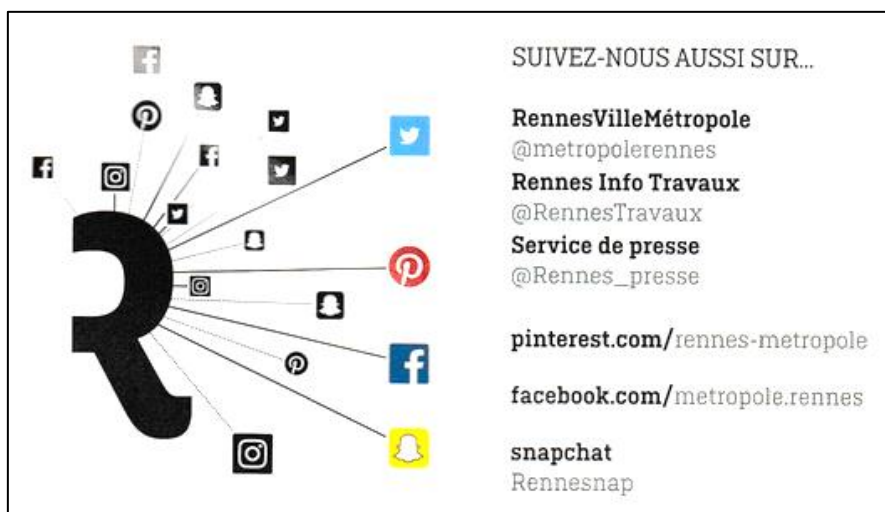 SUIVEZ-NOUS AUSSI SUR...
RennesVilleMétropole
@metropolerennes
Rennes Info Travaux
@RennesTravaux
Service de presse
@Rennes_presse
pinterest.com/rennes-metropole
facebook.com/metropole.rennes
snapchat
Rennesnap
R